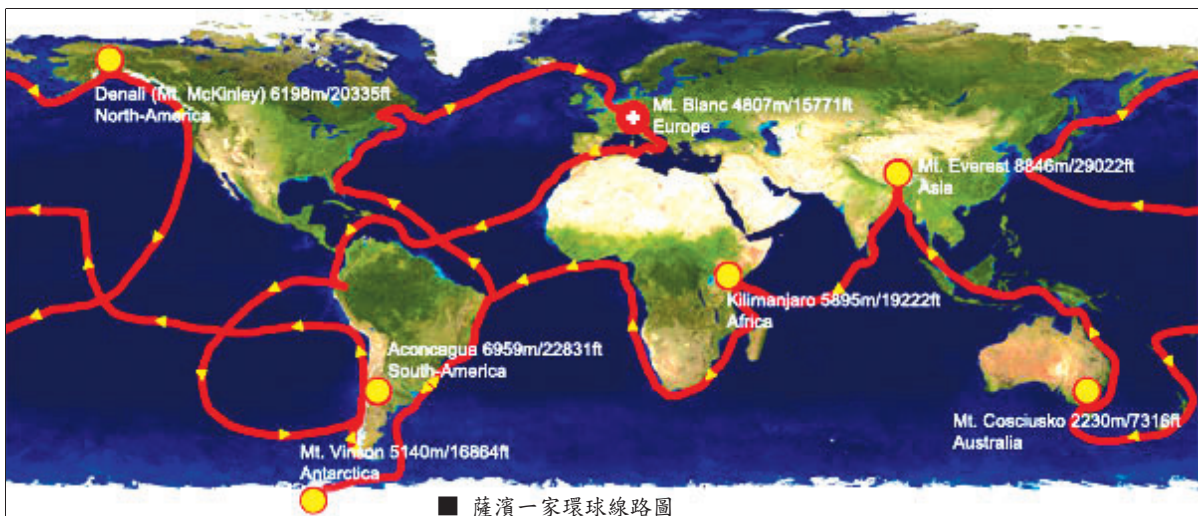 Denali (Mt. McKinley) 6198m/20335ft
North-America
Mt. Blanc 4807m/15771ft
Europe
Mt. Everest 8846m/29022ft
Asia
Kilimanjaro 5895m/19222ft
Africa
Aconcagua 6959m/22831ft
South-America
Mt. Cosciusko 2230m/7316ft
Australia
Mt. Vinson 5140m/16864ft
Antarctica
■ 薩濱一家環球線路圖